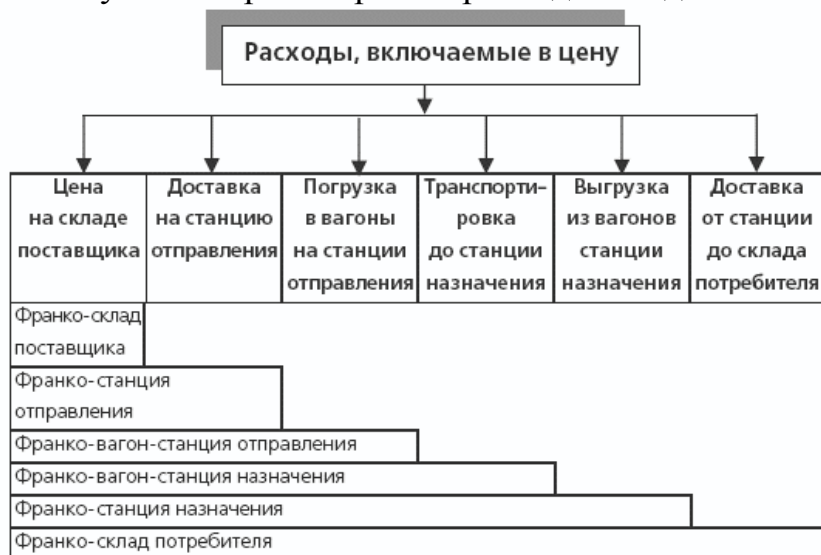 Расходы, включаемые в цену
Цена
на складе
поставщика
Доставка
на станцию
отправления
Погрузка
в вагоны
на станции
отправления
Транспорти-
ровка
до станции
назначения
Выгрузка
из вагонов
станции
назначения
Доставка
от станции
до склада
потребителя
Франко-склад
поставщика
Франко-станция
отправления
Франко-вагон-станция отправления
Франко-вагон-станция назначения
Франко-станция назначения
Франко-склад потребителя